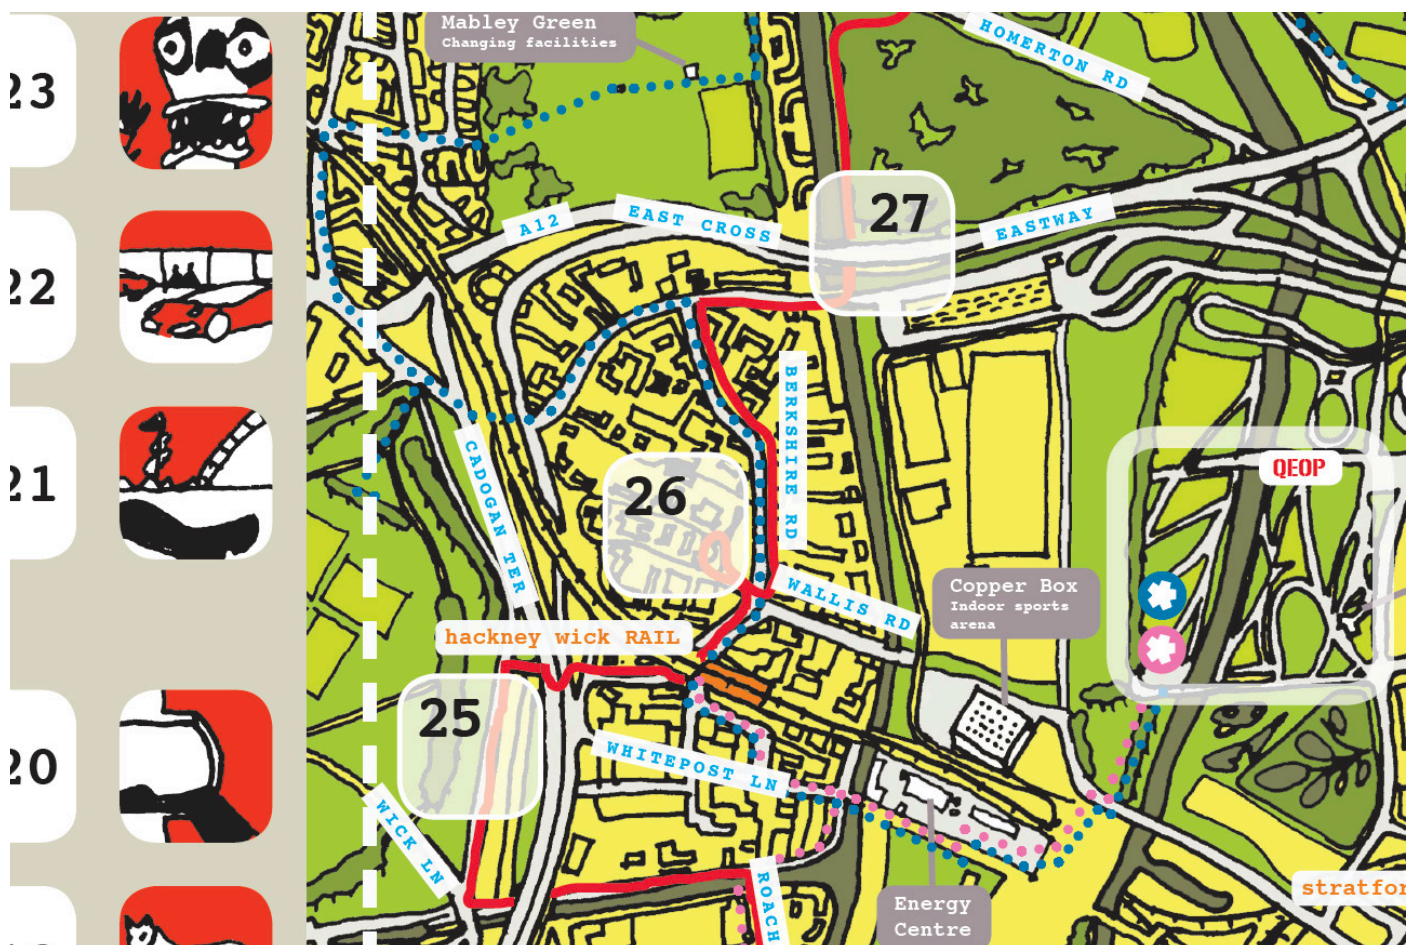 23
22
21
20
Mabley Green
Changing facilities
HOMERTON RD
A12
EAST CROSS
27
EASTWAY
BERKSHIRE RD
QEOP
CADOGAN TER
26
WALLIS RD
Copper Box
Indoor sports
arena
hackney wick RAIL
25
WHITEPOST LN
WICK LN
ROACH
Energy
Centre
stratfor